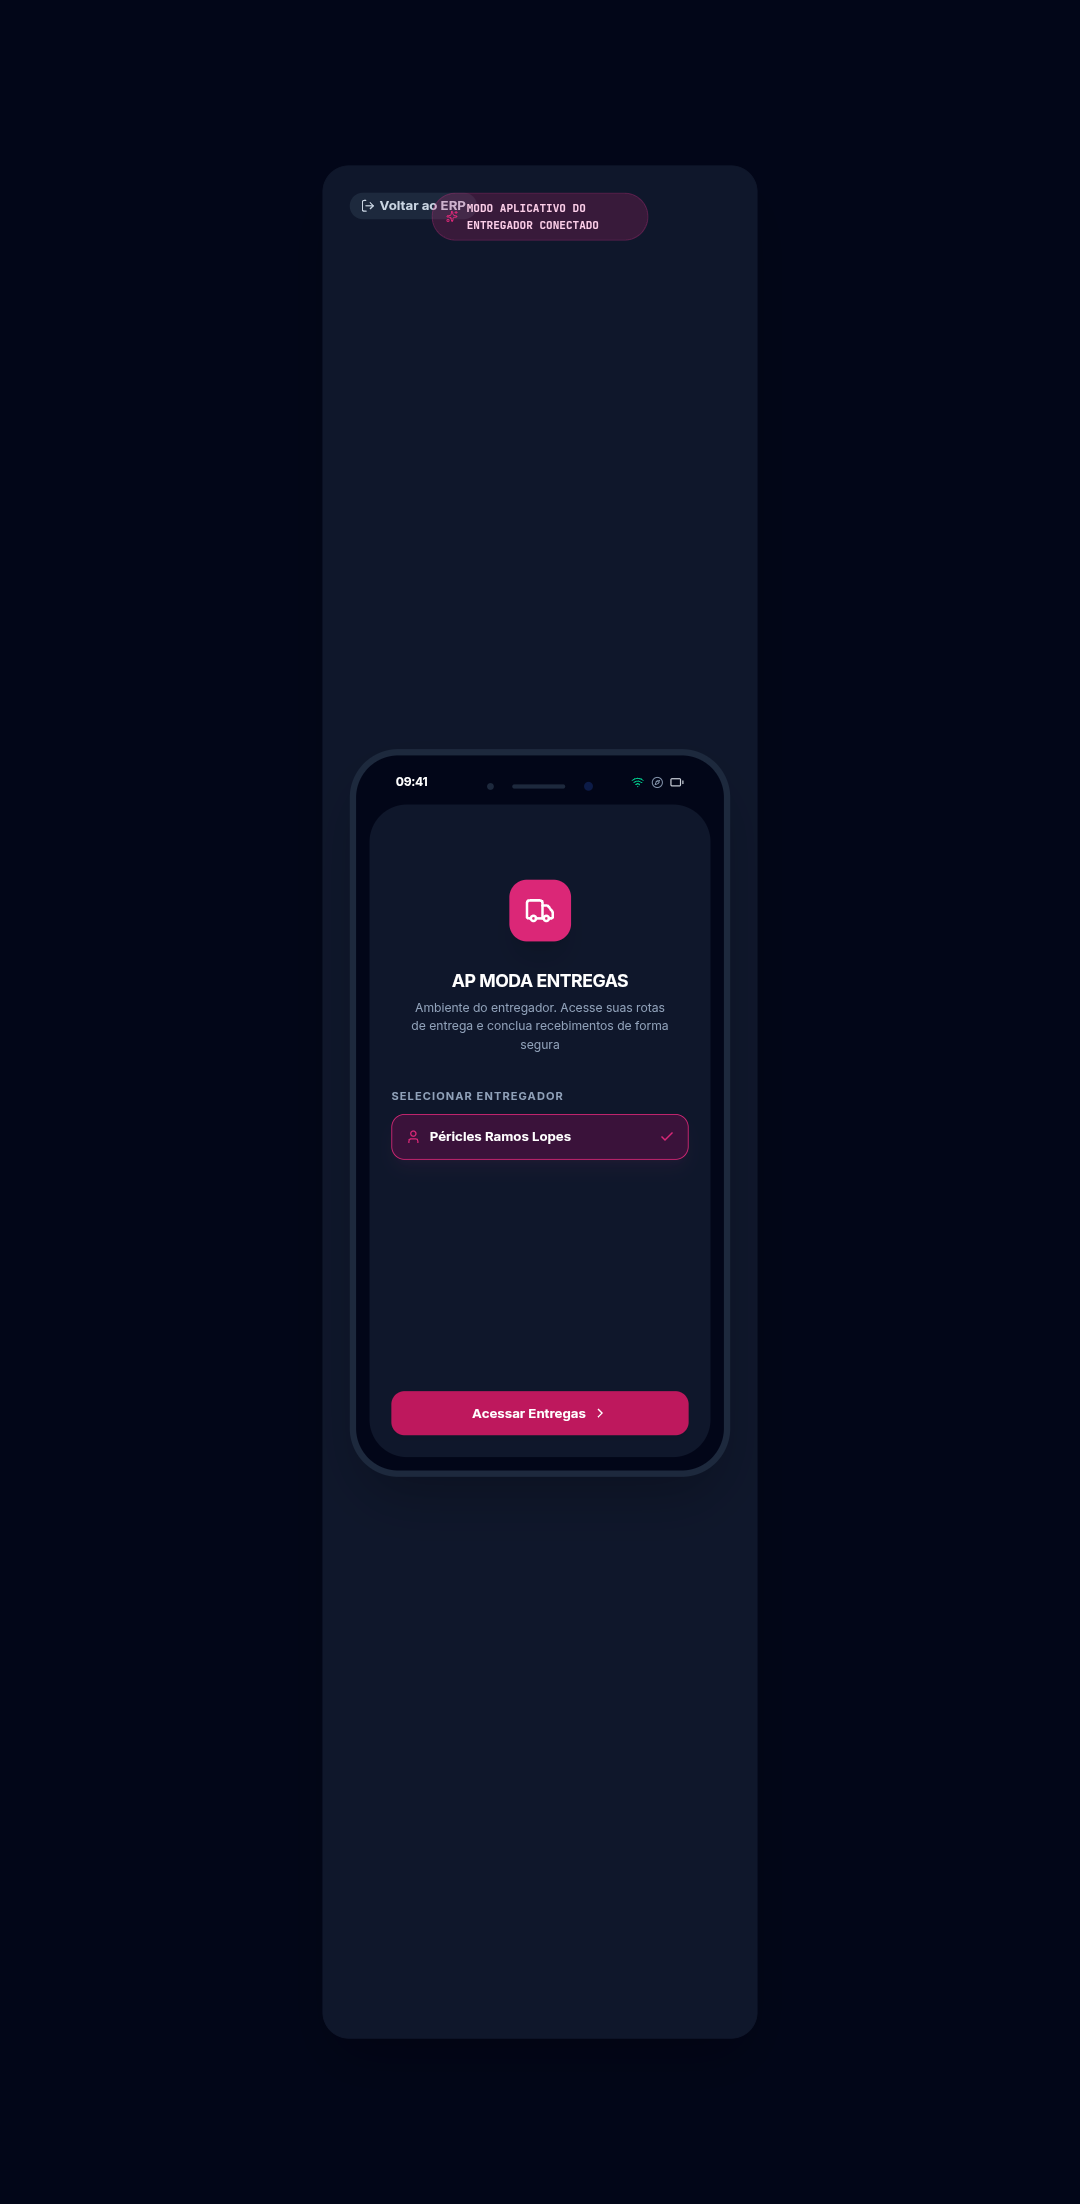 Voltar ao ERP
MODO APLICATIVO DO
ENTREGADOR CONECTADO
09:41
AP MODA ENTREGAS
Ambiente do entregador. Acesse suas rotas
de entrega e conclua recebimentos de forma
segura
SELECIONAR ENTREGADOR
Péricles Ramos Lopes
Acessar Entregas